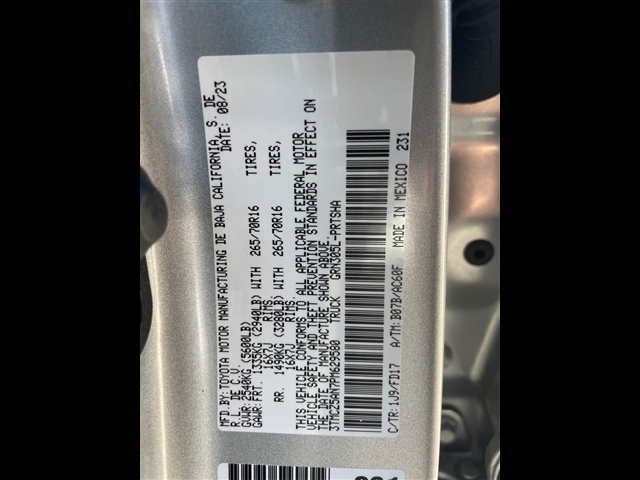 MFD.BY:TOYOTA MOTOR MANUFACTURING DE BAJA CALIFORNIA, S. DE
R.L. DE C.V. DATE: 08/23
GVWR:2540KG (5600LB)
GAWR:FRT. 1335KG (2940LB) WITH 265/70R16 TIRES,
16X7J RIMS.
RR. 1490KG (3280LB) WITH 265/70R16 TIRES,
16X7J RIMS.
THIS VEHICLE CONFORMS TO ALL APPLICABLE FEDERAL MOTOR
VEHICLE SAFETY AND THEFT PREVENTION STANDARDS IN EFFECT ON
THE DATE OF MANUFACTURE SHOWN ABOVE.
3TMCZ5AN7PM629580 TRUCK GRN305L-PRTSHA
C/TR:1J9/FD17 A/TM:B07B/AC60F MADE IN MEXICO 231